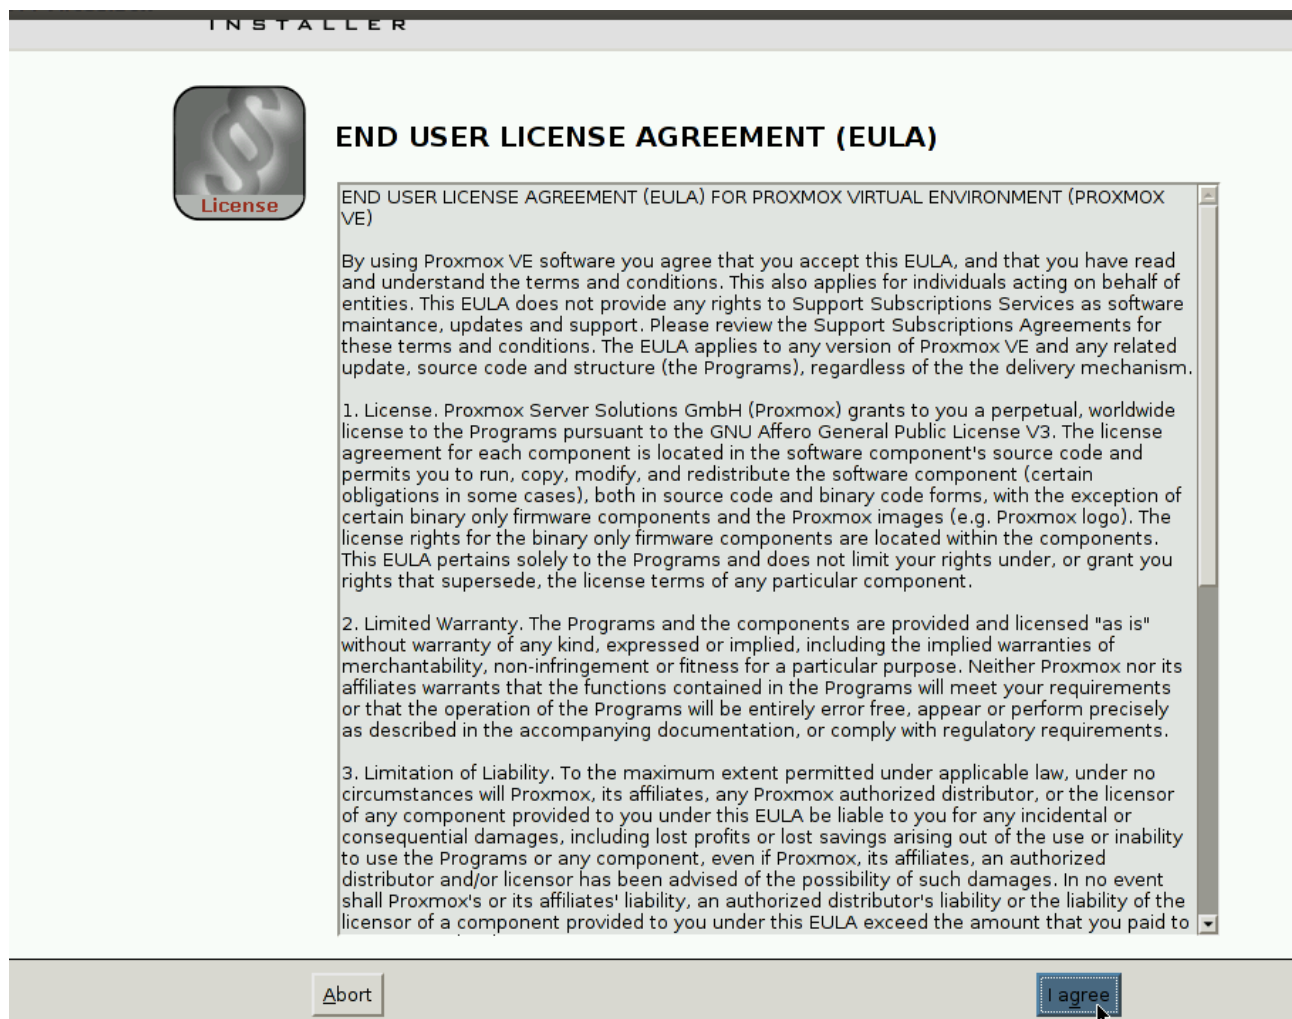 INSTALLER
License
END USER LICENSE AGREEMENT (EULA)
END USER LICENSE AGREEMENT (EULA) FOR PROXMOX VIRTUAL ENVIRONMENT (PROXMOX
VE)
By using Proxmox VE software you agree that you accept this EULA, and that you have read
and understand the terms and conditions. This also applies for individuals acting on behalf of
entities. This EULA does not provide any rights to Support Subscriptions Services as software
maintance, updates and support. Please review the Support Subscriptions Agreements for
these terms and conditions. The EULA applies to any version of Proxmox VE and any related
update, source code and structure (the Programs), regardless of the the delivery mechanism.
1. License. Proxmox Server Solutions GmbH (Proxmox) grants to you a perpetual, worldwide
license to the Programs pursuant to the GNU Affero General Public License V3. The license
agreement for each component is located in the software component's source code and
permits you to run, copy, modify, and redistribute the software component (certain
obligations in some cases), both in source code and binary code forms, with the exception of
certain binary only firmware components and the Proxmox images (e.g. Proxmox logo). The
license rights for the binary only firmware components are located within the components.
This EULA pertains solely to the Programs and does not limit your rights under, or grant you
rights that supersede, the license terms of any particular component.
2. Limited Warranty. The Programs and the components are provided and licensed "as is"
without warranty of any kind, expressed or implied, including the implied warranties of
merchantability, non-infringement or fitness for a particular purpose. Neither Proxmox nor its
affiliates warrants that the functions contained in the Programs will meet your requirements
or that the operation of the Programs will be entirely error free, appear or perform precisely
as described in the accompanying documentation, or comply with regulatory requirements.
3. Limitation of Liability. To the maximum extent permitted under applicable law, under no
circumstances will Proxmox, its affiliates, any Proxmox authorized distributor, or the licensor
of any component provided to you under this EULA be liable to you for any incidental or
consequential damages, including lost profits or lost savings arising out of the use or inability
to use the Programs or any component, even if Proxmox, its affiliates, an authorized
distributor and/or licensor has been advised of the possibility of such damages. In no event
shall Proxmox's or its affiliates' liability, an authorized distributor's liability or the liability of the
licensor of a component provided to you under this EULA exceed the amount that you paid to
Abort
I agree